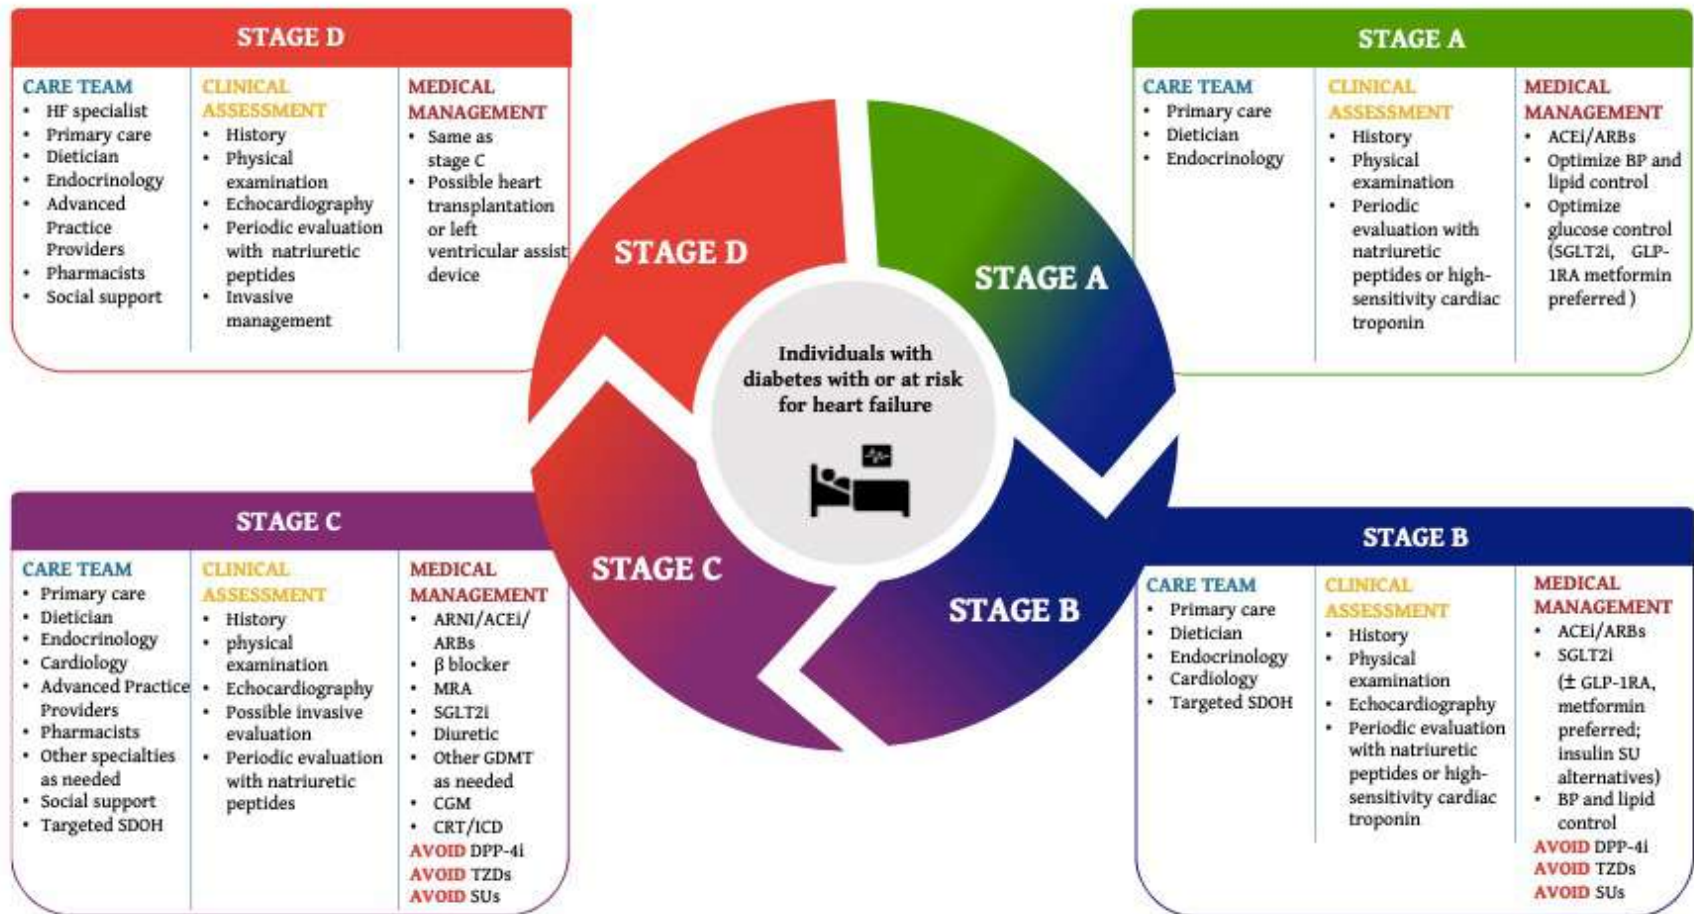 STAGE D
CARE TEAM
• HF specialist
• Primary care
• Dietician
• Endocrinology
• Advanced
Practice
Providers
• Pharmacists
• Social support
CLINICAL
ASSESSMENT
• History
• Physical
examination
• Echocardiography
• Periodic evaluation
with natriuretic
peptides
• Invasive
management
MEDICAL
MANAGEMENT
• Same as
stage C
• Possible heart
transplantation
or left
ventricular assist
device
STAGE A
CARE TEAM
• Primary care
• Dietician
• Endocrinology
CLINICAL
ASSESSMENT
• History
• Physical
examination
• Periodic
evaluation with
natriuretic
peptides or high-
sensitivity cardiac
troponin
MEDICAL
MANAGEMENT
• ACEi/ARBs
• Optimize BP and
lipid control
• Optimize
glucose control
(SGLT2i, GLP-
1RA metformin
preferred )
STAGE D
STAGE A
Individuals with
diabetes with or at risk
for heart failure
STAGE C
STAGE B
STAGE C
CARE TEAM
• Primary care
• Dietician
• Endocrinology
• Cardiology
• Advanced Practice
Providers
• Pharmacists
• Other specialties
as needed
• Social support
• Targeted SDOH
CLINICAL
ASSESSMENT
• History
• physical
examination
• Echocardiography
• Possible invasive
evaluation
• Periodic evaluation
with natriuretic
peptides
MEDICAL
MANAGEMENT
• ARNI/ACEi/
ARBs
• β blocker
• MRA
• SGLT2i
• Diuretic
• Other GDMT
as needed
• CGM
• CRT/ICD
AVOID DPP-4i
AVOID TZDs
AVOID SUs
STAGE B
CARE TEAM
• Primary care
• Dietician
• Endocrinology
• Cardiology
• Targeted SDOH
CLINICAL
ASSESSMENT
• History
• Physical
examination
• Echocardiography
• Periodic evaluation
with natriuretic
peptides or high-
sensitivity cardiac
troponin
MEDICAL
MANAGEMENT
• ACEi/ARBs
• SGLT2i
(± GLP-1RA,
metformin
preferred;
insulin SU
alternatives)
• BP and lipid
control
AVOID DPP-4i
AVOID TZDs
AVOID SUs